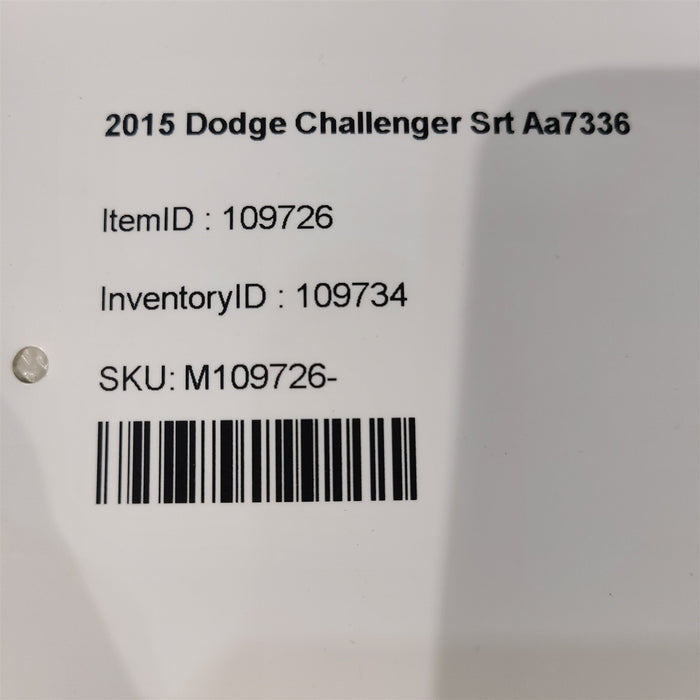 2015 Dodge Challenger Srt Aa7336
ItemID : 109726
InventoryID : 109734
SKU: M109726-